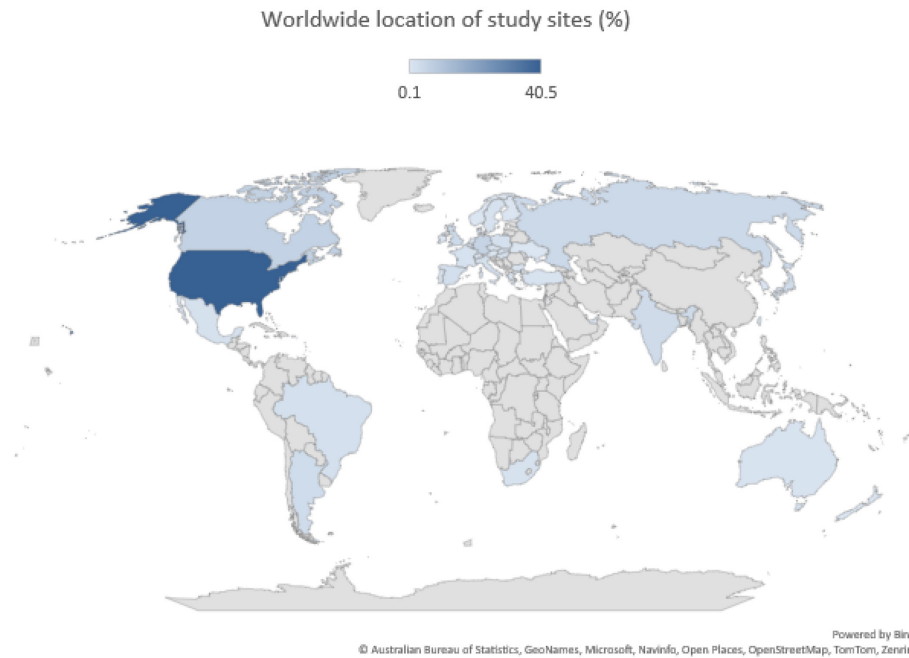 Worldwide location of study sites (%)
0.1 40.5
Powered by Bin
© Australian Bureau of Statistics, GeoNames, Microsoft, Navinfo, Open Places, OpenStreetMap, TomTom, Zenrin